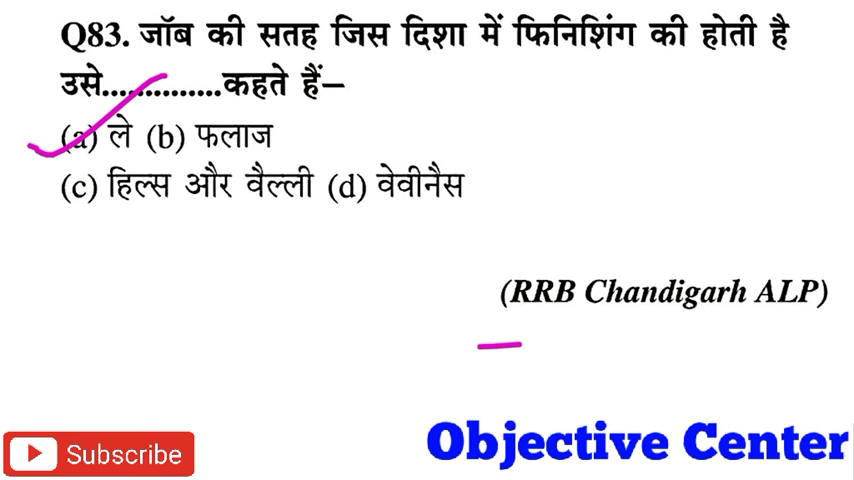 Q83. जॉब की सतह जिस दिशा में फिनिशिंग की होती है
उसे..............कहते हैं–
(a) ले (b) फलाज
(c) हिल्स और वैल्ली (d) वेवीनैस
(RRB Chandigarh ALP)
Subscribe
Objective Center